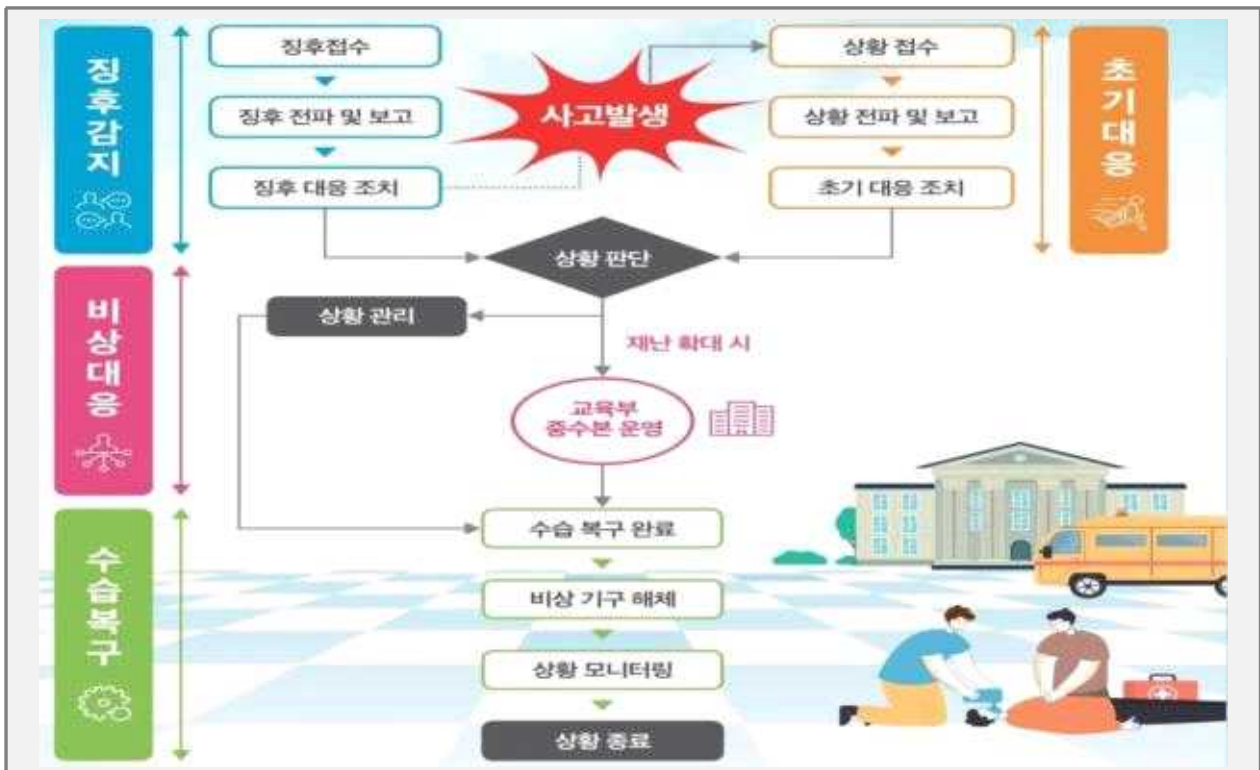 징후감지
징후접수
징후 전파 및 보고
징후 대응 조치
사고발생
상황 접수
상황 전파 및 보고
초기 대응 조치
초기대응
상황 판단
비상대응
상황 관리
재난 확대 시
교육부
중수본 운영
수습복구
수습 복구 완료
비상 기구 해체
상황 모니터링
상황 종료